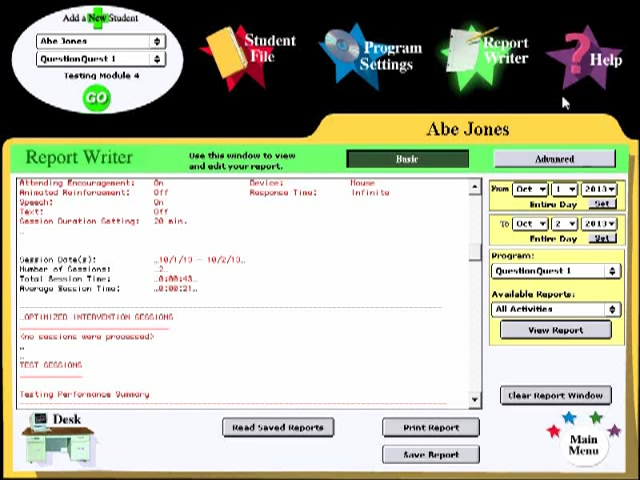 Add a New Student
Abe Jones
QuestionQuest 1
Testing Module 4
GO
Student File
Program Settings
Report Writer
Help
Abe Jones
Report Writer
Use this window to view and edit your report.
Basic
Advanced
Attending Encouragement: On Device: Mouse
Animated Reinforcement: Off Response Time: Infinite
Speech: On
Text: Off
Session Duration Setting: 20 min.
Session Date(s): 10/1/13 - 10/2/13
Number of Sessions: 2
Total Session Time: 0:00:43
Average Session Time: 0:00:21
OPTIMIZED INTERVENTION SESSIONS
(no sessions were processed)
TEST SESSIONS
Testing Performance Summary
From Oct 1 2013
Entire Day Set
To Oct 2 2013
Entire Day Set
Program:
QuestionQuest 1
Available Reports:
All Activities
View Report
Clear Report Window
Desk
Read Saved Reports
Print Report
Save Report
Main Menu